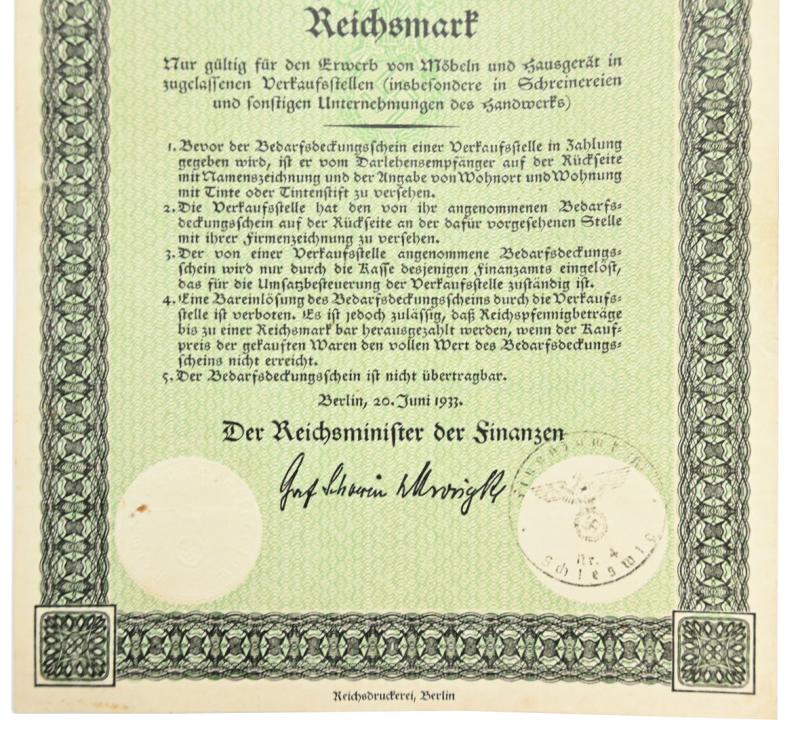 Reichsmark
Nur gültig für den Erwerb von Möbeln und Hausgerät in
zugelassenen Verkaufsstellen (insbesondere in Schreinereien
und sonstigen Unternehmungen des Handwerks)
1. Bevor der Bedarfsdeckungsschein einer Verkaufsstelle in Zahlung
gegeben wird, ist er vom Darlehensempfänger auf der Rückseite
mit Namenszeichnung und der Angabe von Wohnort und Wohnung
mit Tinte oder Tintenstift zu versehen.
2. Die Verkaufsstelle hat den von ihr angenommenen Bedarfs-
deckungsschein auf der Rückseite an der dafür vorgesehenen Stelle
mit ihrer Firmenzeichnung zu versehen.
3. Der von einer Verkaufsstelle angenommene Bedarfsdeckungs-
schein wird nur durch die Kasse desjenigen Finanzamts eingelöst,
das für die Umsatzbesteuerung der Verkaufsstelle zuständig ist.
4. Eine Bareinlösung des Bedarfsdeckungsscheins durch die Verkaufs-
stelle ist verboten. Es ist jedoch zulässig, daß Reichspfennigbeträge
bis zu einer Reichsmark bar herausgezahlt werden, wenn der Kauf-
preis der gekauften Waren den vollen Wert des Bedarfsdeckungs-
scheins nicht erreicht.
5. Der Bedarfsdeckungsschein ist nicht übertragbar.
Berlin, 20. Juni 1933.
Der Reichsminister der Finanzen
Graf Schwerin
Nr. 4
Schleswig
Reichsdruckerei, Berlin